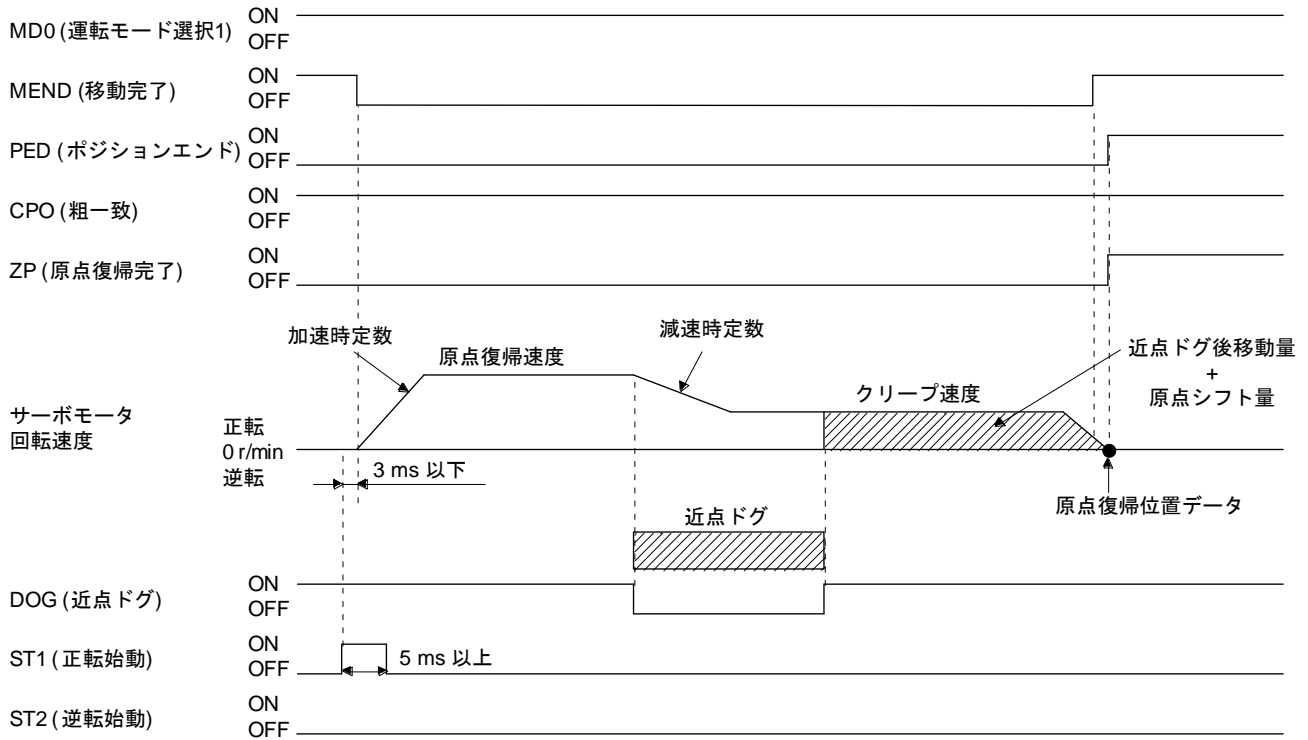 MD0 (運転モード選択1)
ON
OFF
MEND (移動完了)
ON
OFF
PED (ポジションエンド)
ON
OFF
CPO (粗一致)
ON
OFF
ZP (原点復帰完了)
ON
OFF
加速時定数
原点復帰速度
減速時定数
クリープ速度
近点ドグ後移動量
+
原点シフト量
サーボモータ
回転速度
正転
0 r/min
逆転
3 ms 以下
原点復帰位置データ
近点ドグ
DOG (近点ドグ)
ON
OFF
ST1 (正転始動)
ON
OFF
5 ms 以上
ST2 (逆転始動)
ON
OFF